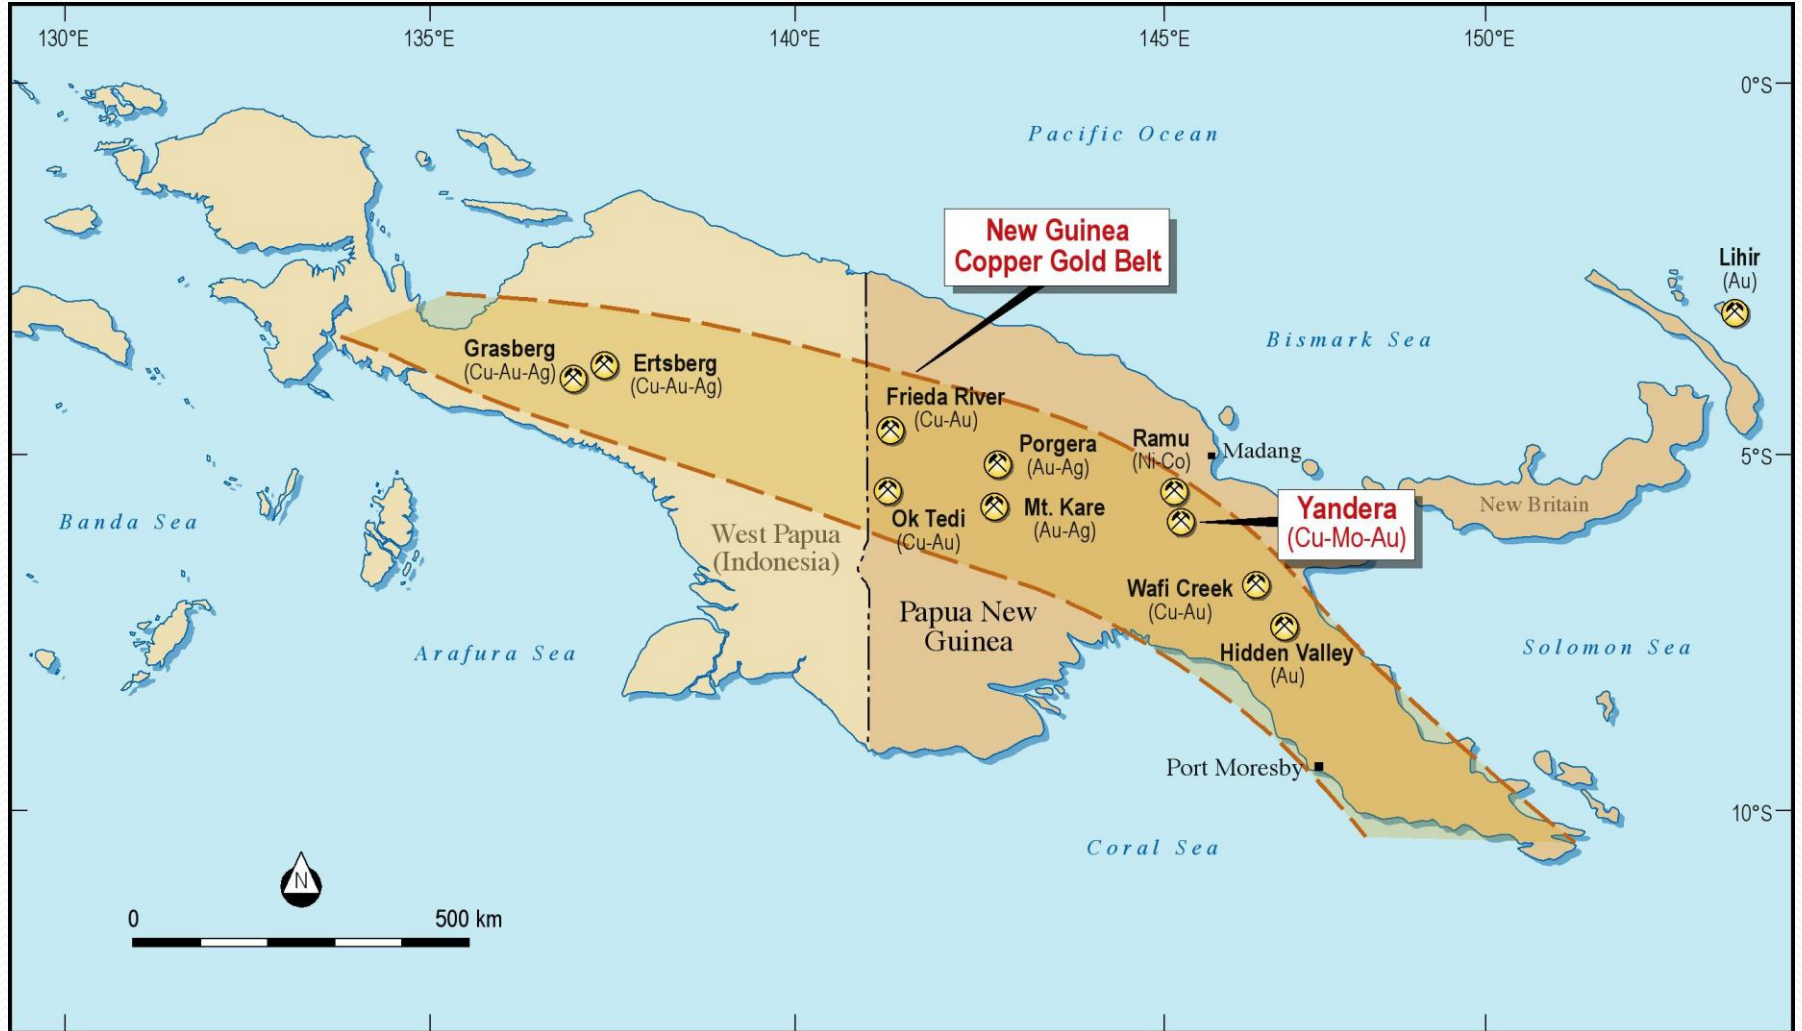 130°E
135°E
140°E
145°E
150°E
0°S
Pacific Ocean
New Guinea
Copper Gold Belt
Lihir
(Au)
Bismark Sea
Grasberg
(Cu-Au-Ag)
Ertsberg
(Cu-Au-Ag)
Frieda River
(Cu-Au)
Porgera
(Au-Ag)
Ramu
(Ni-Co)
Madang
5°S
Ok Tedi
(Cu-Au)
Mt. Kare
(Au-Ag)
Yandera
(Cu-Mo-Au)
New Britain
Banda Sea
West Papua
(Indonesia)
Wafi Creek
(Cu-Au)
Papua New
Guinea
Hidden Valley
(Au)
Arafura Sea
Solomon Sea
Port Moresby
10°S
Coral Sea
N
0
500 km